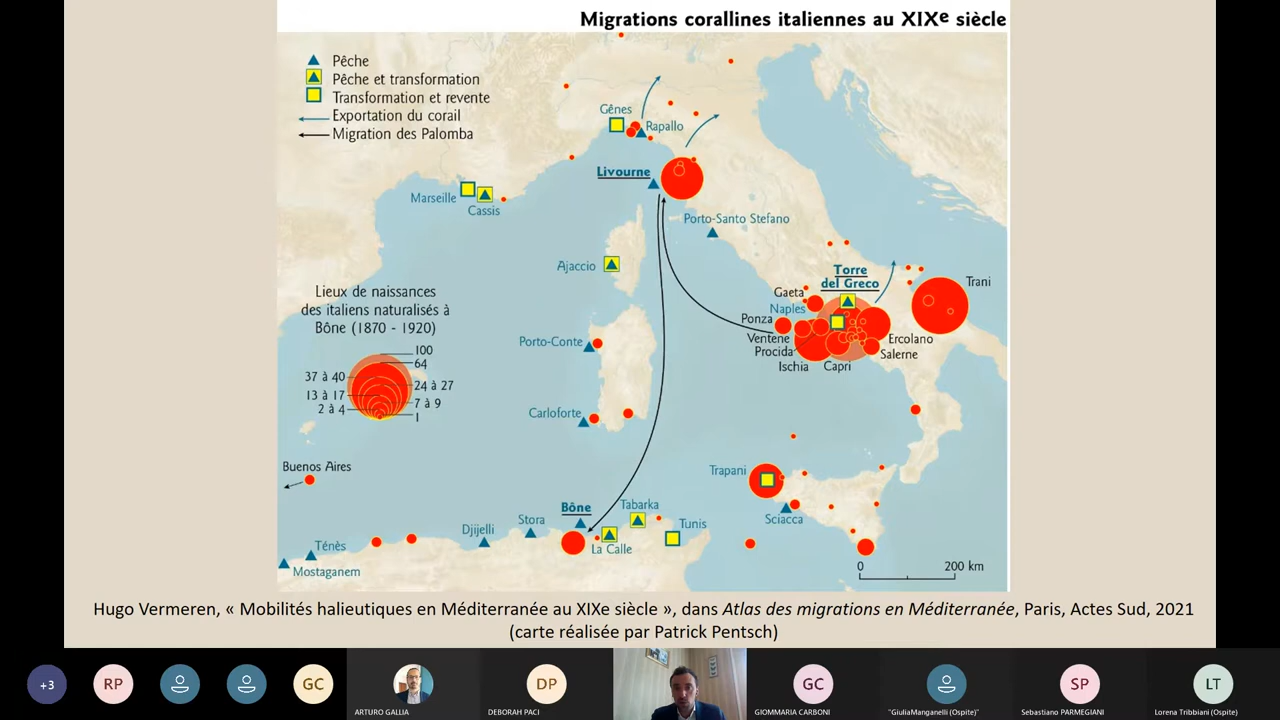 Migrations corallines italiennes au XIXe siècle
Pêche
Pêche et transformation
Transformation et revente
Exportation du corail
Migration des Palomba
Gênes
Rapallo
Livourne
Marseille
Cassis
Porto-Santo Stefano
Ajaccio
Torre
del Greco
Trani
Gaeta
Naples
Ponza
Ventene
Procida
Ischia
Capri
Ercolano
Salerne
Lieux de naissances
des italiens naturalisés à
Bône (1870 - 1920)
100
64
37 à 40
24 à 27
13 à 17
7 à 9
2 à 4
1
Porto-Conte
Carloforte
Buenos Aires
Trapani
Sciacca
Bône
Tabarka
Stora
Tunis
Djijelli
La Calle
Ténès
Mostaganem
0 200 km
Hugo Vermeren, « Mobilités halieutiques en Méditerranée au XIXe siècle », dans Atlas des migrations en Méditerranée, Paris, Actes Sud, 2021
(carte réalisée par Patrick Pentsch)
+3
RP
GC
DP
GC
SP
LT
ARTURO GALLIA
DEBORAH PACI
GIOMMARIA CARBONI
"GiuliaManganelli (Ospite)"
Sebastiano PARMEGIANI
Lorena Tribbiani (Ospite)